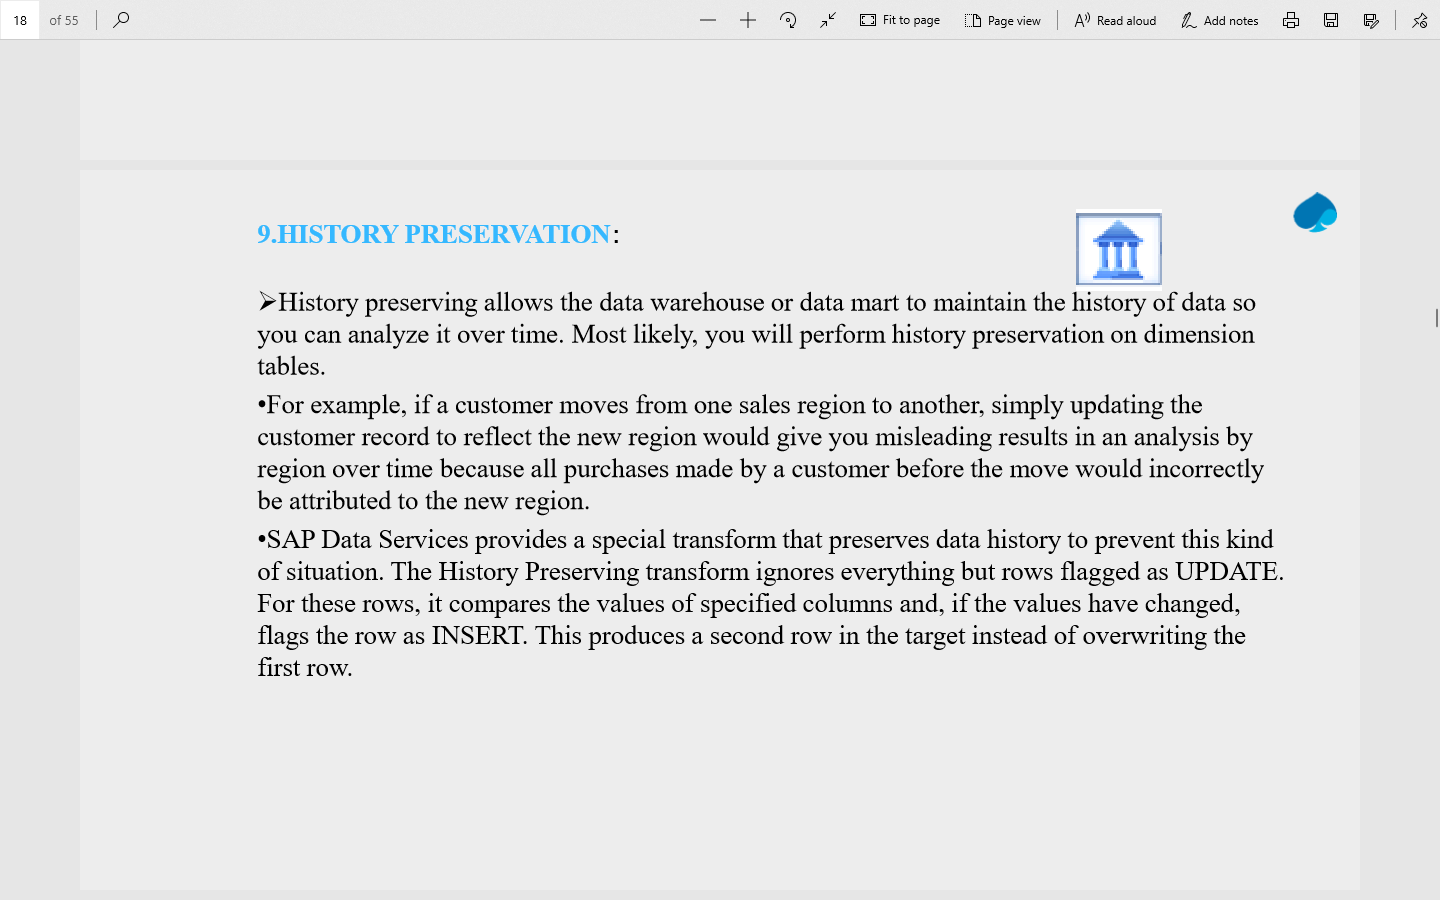 18 of 55 Fit to page Page view Read aloud Add notes
9.HISTORY PRESERVATION:
➢History preserving allows the data warehouse or data mart to maintain the history of data so
you can analyze it over time. Most likely, you will perform history preservation on dimension
tables.
•For example, if a customer moves from one sales region to another, simply updating the
customer record to reflect the new region would give you misleading results in an analysis by
region over time because all purchases made by a customer before the move would incorrectly
be attributed to the new region.
•SAP Data Services provides a special transform that preserves data history to prevent this kind
of situation. The History Preserving transform ignores everything but rows flagged as UPDATE.
For these rows, it compares the values of specified columns and, if the values have changed,
flags the row as INSERT. This produces a second row in the target instead of overwriting the
first row.